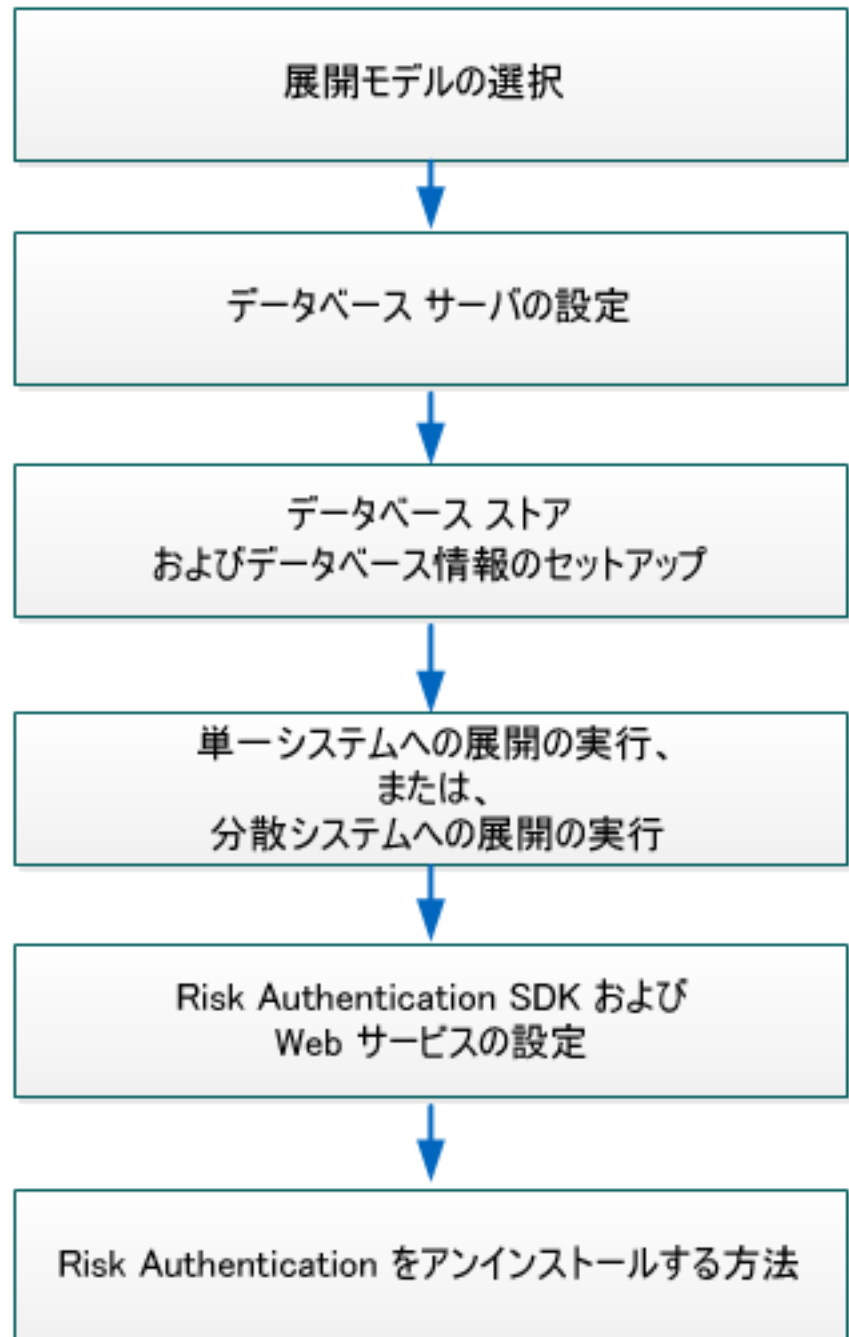 展開モデルの選択
データベース サーバの設定
データベース ストア
およびデータベース情報のセットアップ
単一システムへの展開の実行、
または、
分散システムへの展開の実行
Risk Authentication SDK および
Web サービスの設定
Risk Authentication をアンインストールする方法